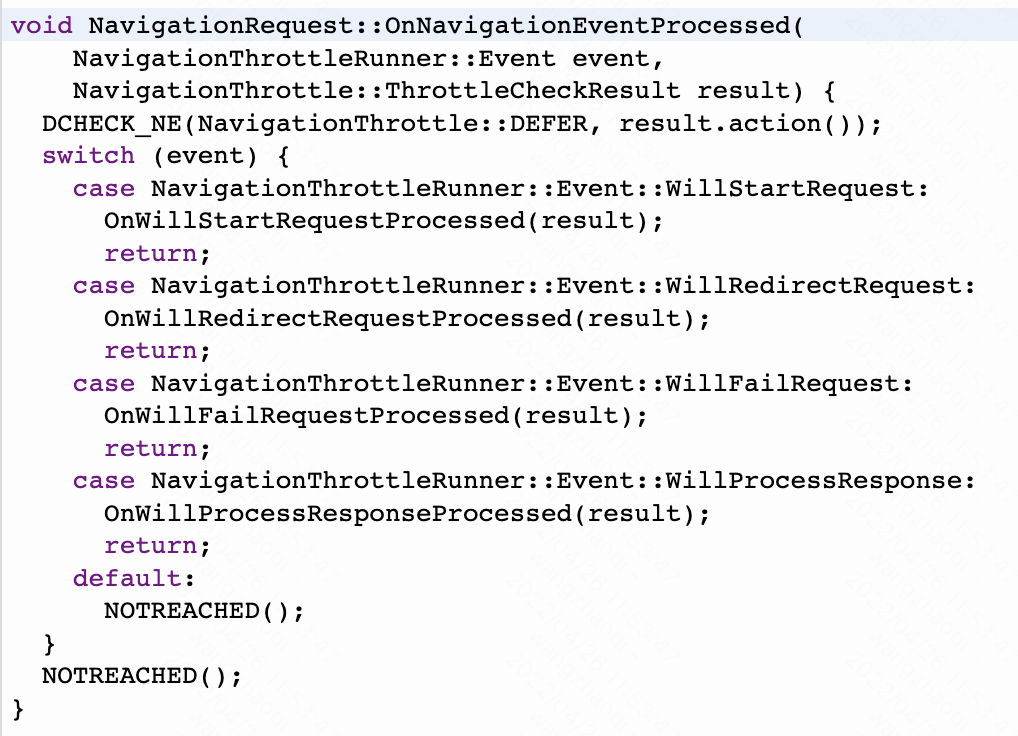 void NavigationRequest::OnNavigationEventProcessed(
    NavigationThrottleRunner::Event event,
    NavigationThrottle::ThrottleCheckResult result) {
  DCHECK_NE(NavigationThrottle::DEFER, result.action());
  switch (event) {
    case NavigationThrottleRunner::Event::WillStartRequest:
      OnWillStartRequestProcessed(result);
      return;
    case NavigationThrottleRunner::Event::WillRedirectRequest:
      OnWillRedirectRequestProcessed(result);
      return;
    case NavigationThrottleRunner::Event::WillFailRequest:
      OnWillFailRequestProcessed(result);
      return;
    case NavigationThrottleRunner::Event::WillProcessResponse:
      OnWillProcessResponseProcessed(result);
      return;
    default:
      NOTREACHED();
  }
  NOTREACHED();
}